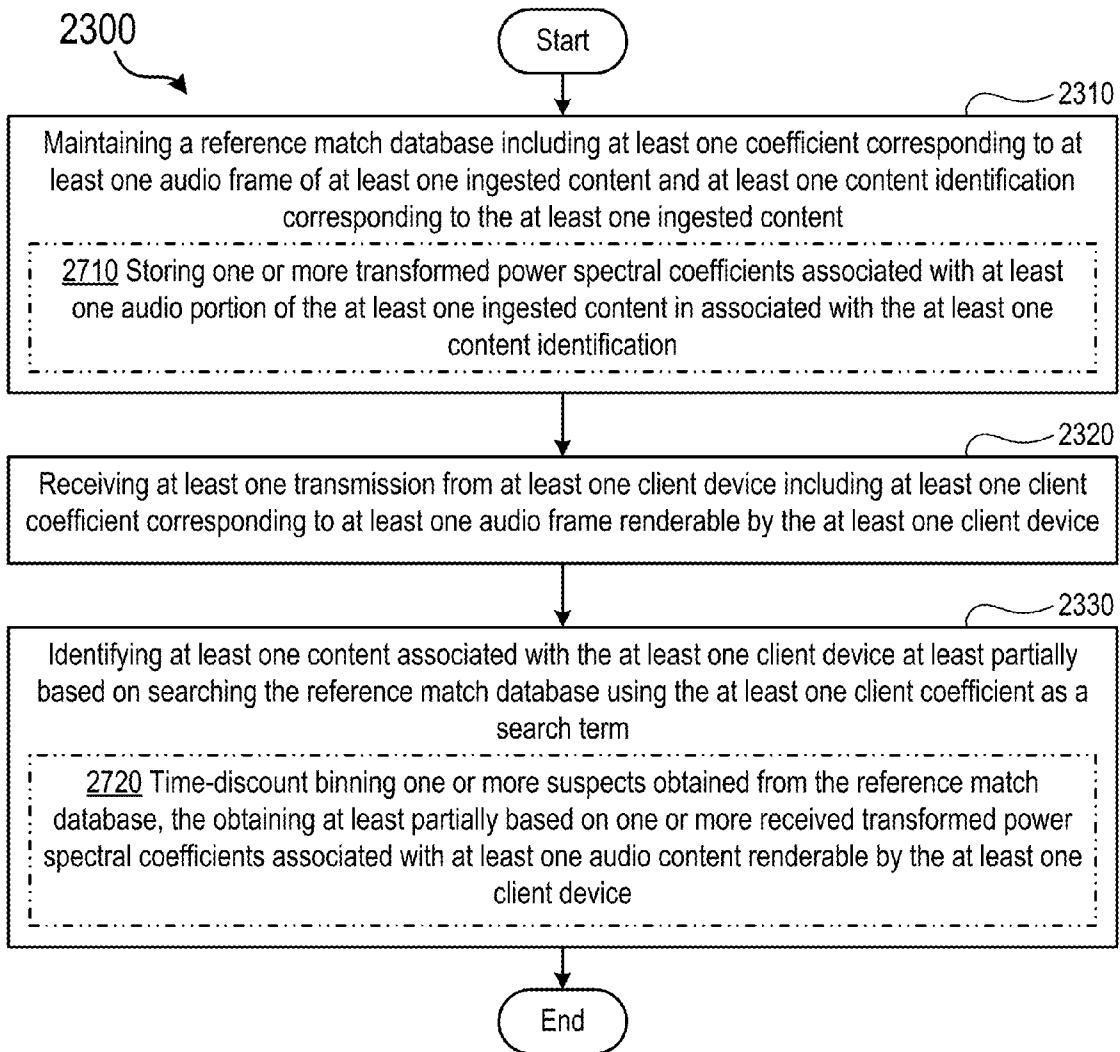 2300
Start
2310
Maintaining a reference match database including at least one coefficient corresponding to at
least one audio frame of at least one ingested content and at least one content identification
corresponding to the at least one ingested content
2710 Storing one or more transformed power spectral coefficients associated with at least
one audio portion of the at least one ingested content in associated with the at least one
content identification
2320
Receiving at least one transmission from at least one client device including at least one client
coefficient corresponding to at least one audio frame renderable by the at least one client device
2330
Identifying at least one content associated with the at least one client device at least partially
based on searching the reference match database using the at least one client coefficient as a
search term
2720 Time-discount binning one or more suspects obtained from the reference match
database, the obtaining at least partially based on one or more received transformed power
spectral coefficients associated with at least one audio content renderable by the at least one
client device
End